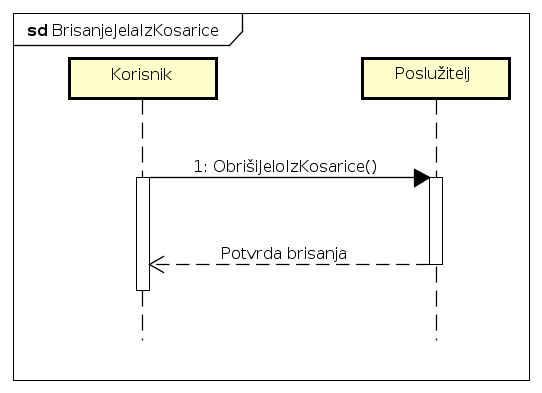 sd BrisanjeJelaIzKosarice
Korisnik
Poslužitelj
1: ObrišiJeloIzKosarice()
Potvrda brisanja